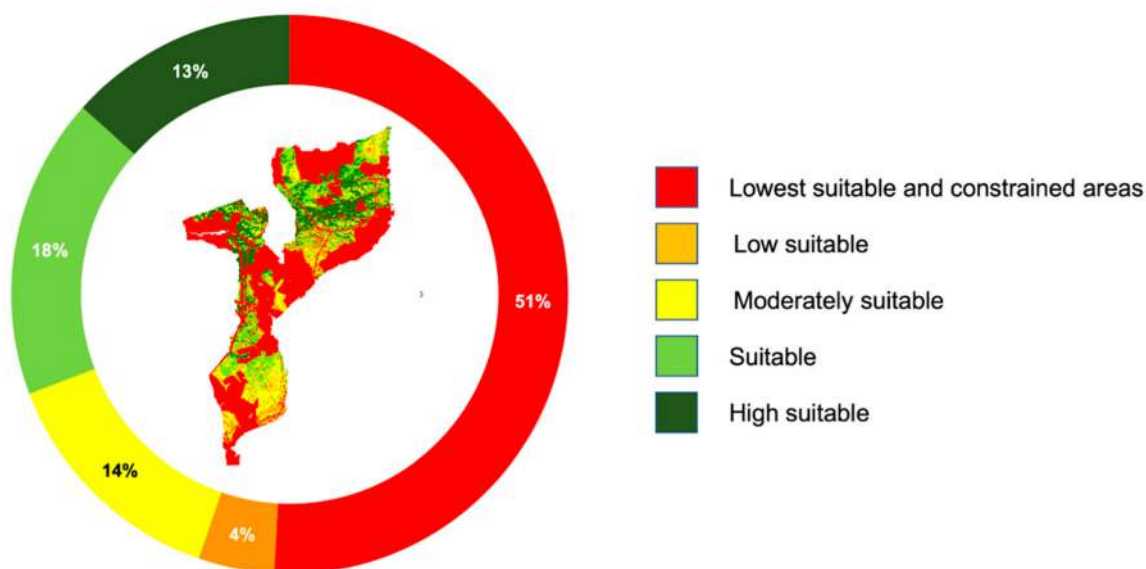 13%
18%
51%
14%
4%
Lowest suitable and constrained areas
Low suitable
Moderately suitable
Suitable
High suitable